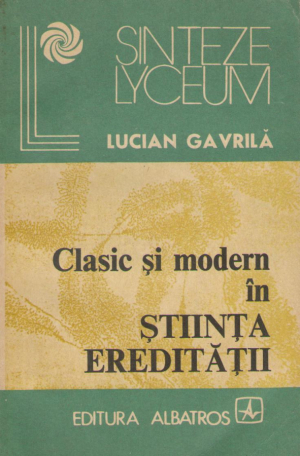 SINTEZE
LYCEUM
LUCIAN GAVRILĂ
Clasic și modern
în
ȘTIINȚA
EREDITĂȚII
EDITURA ALBATROS